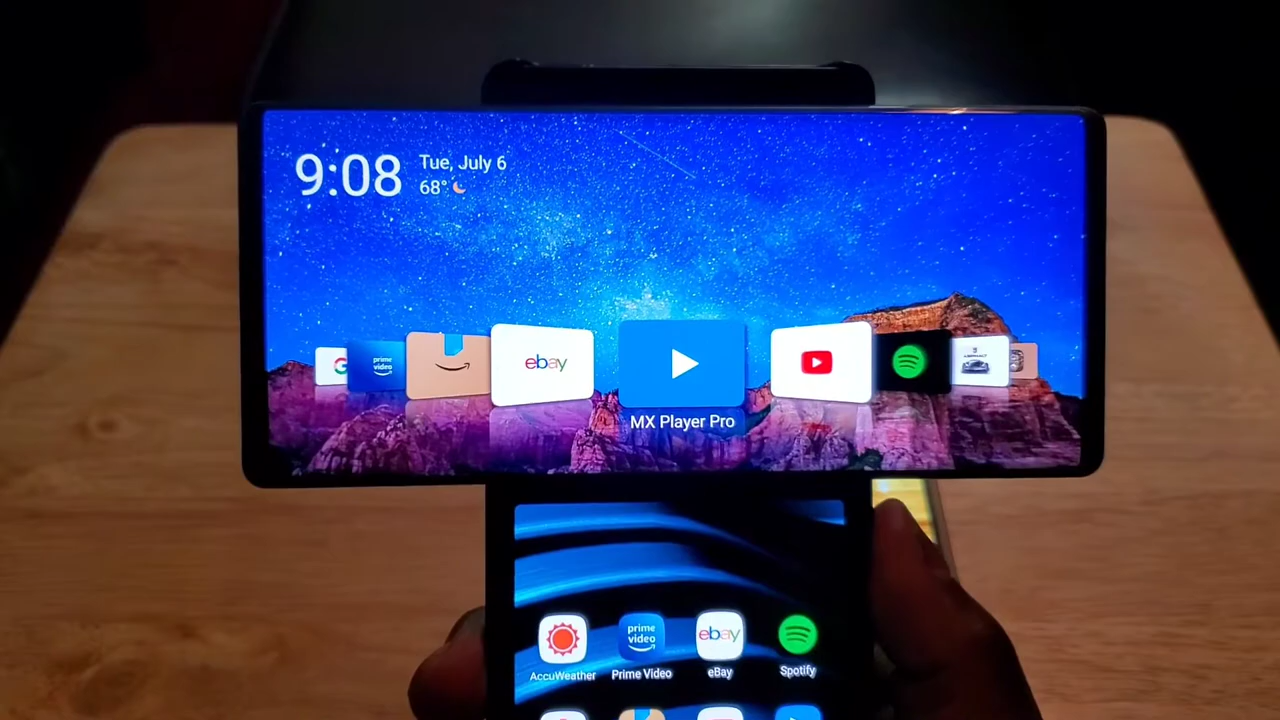 9:08
Tue, July 6
68°
G
prime
video
ebay
MX Player Pro
prime
video
ebay
AccuWeather
Prime Video
eBay
Spotify